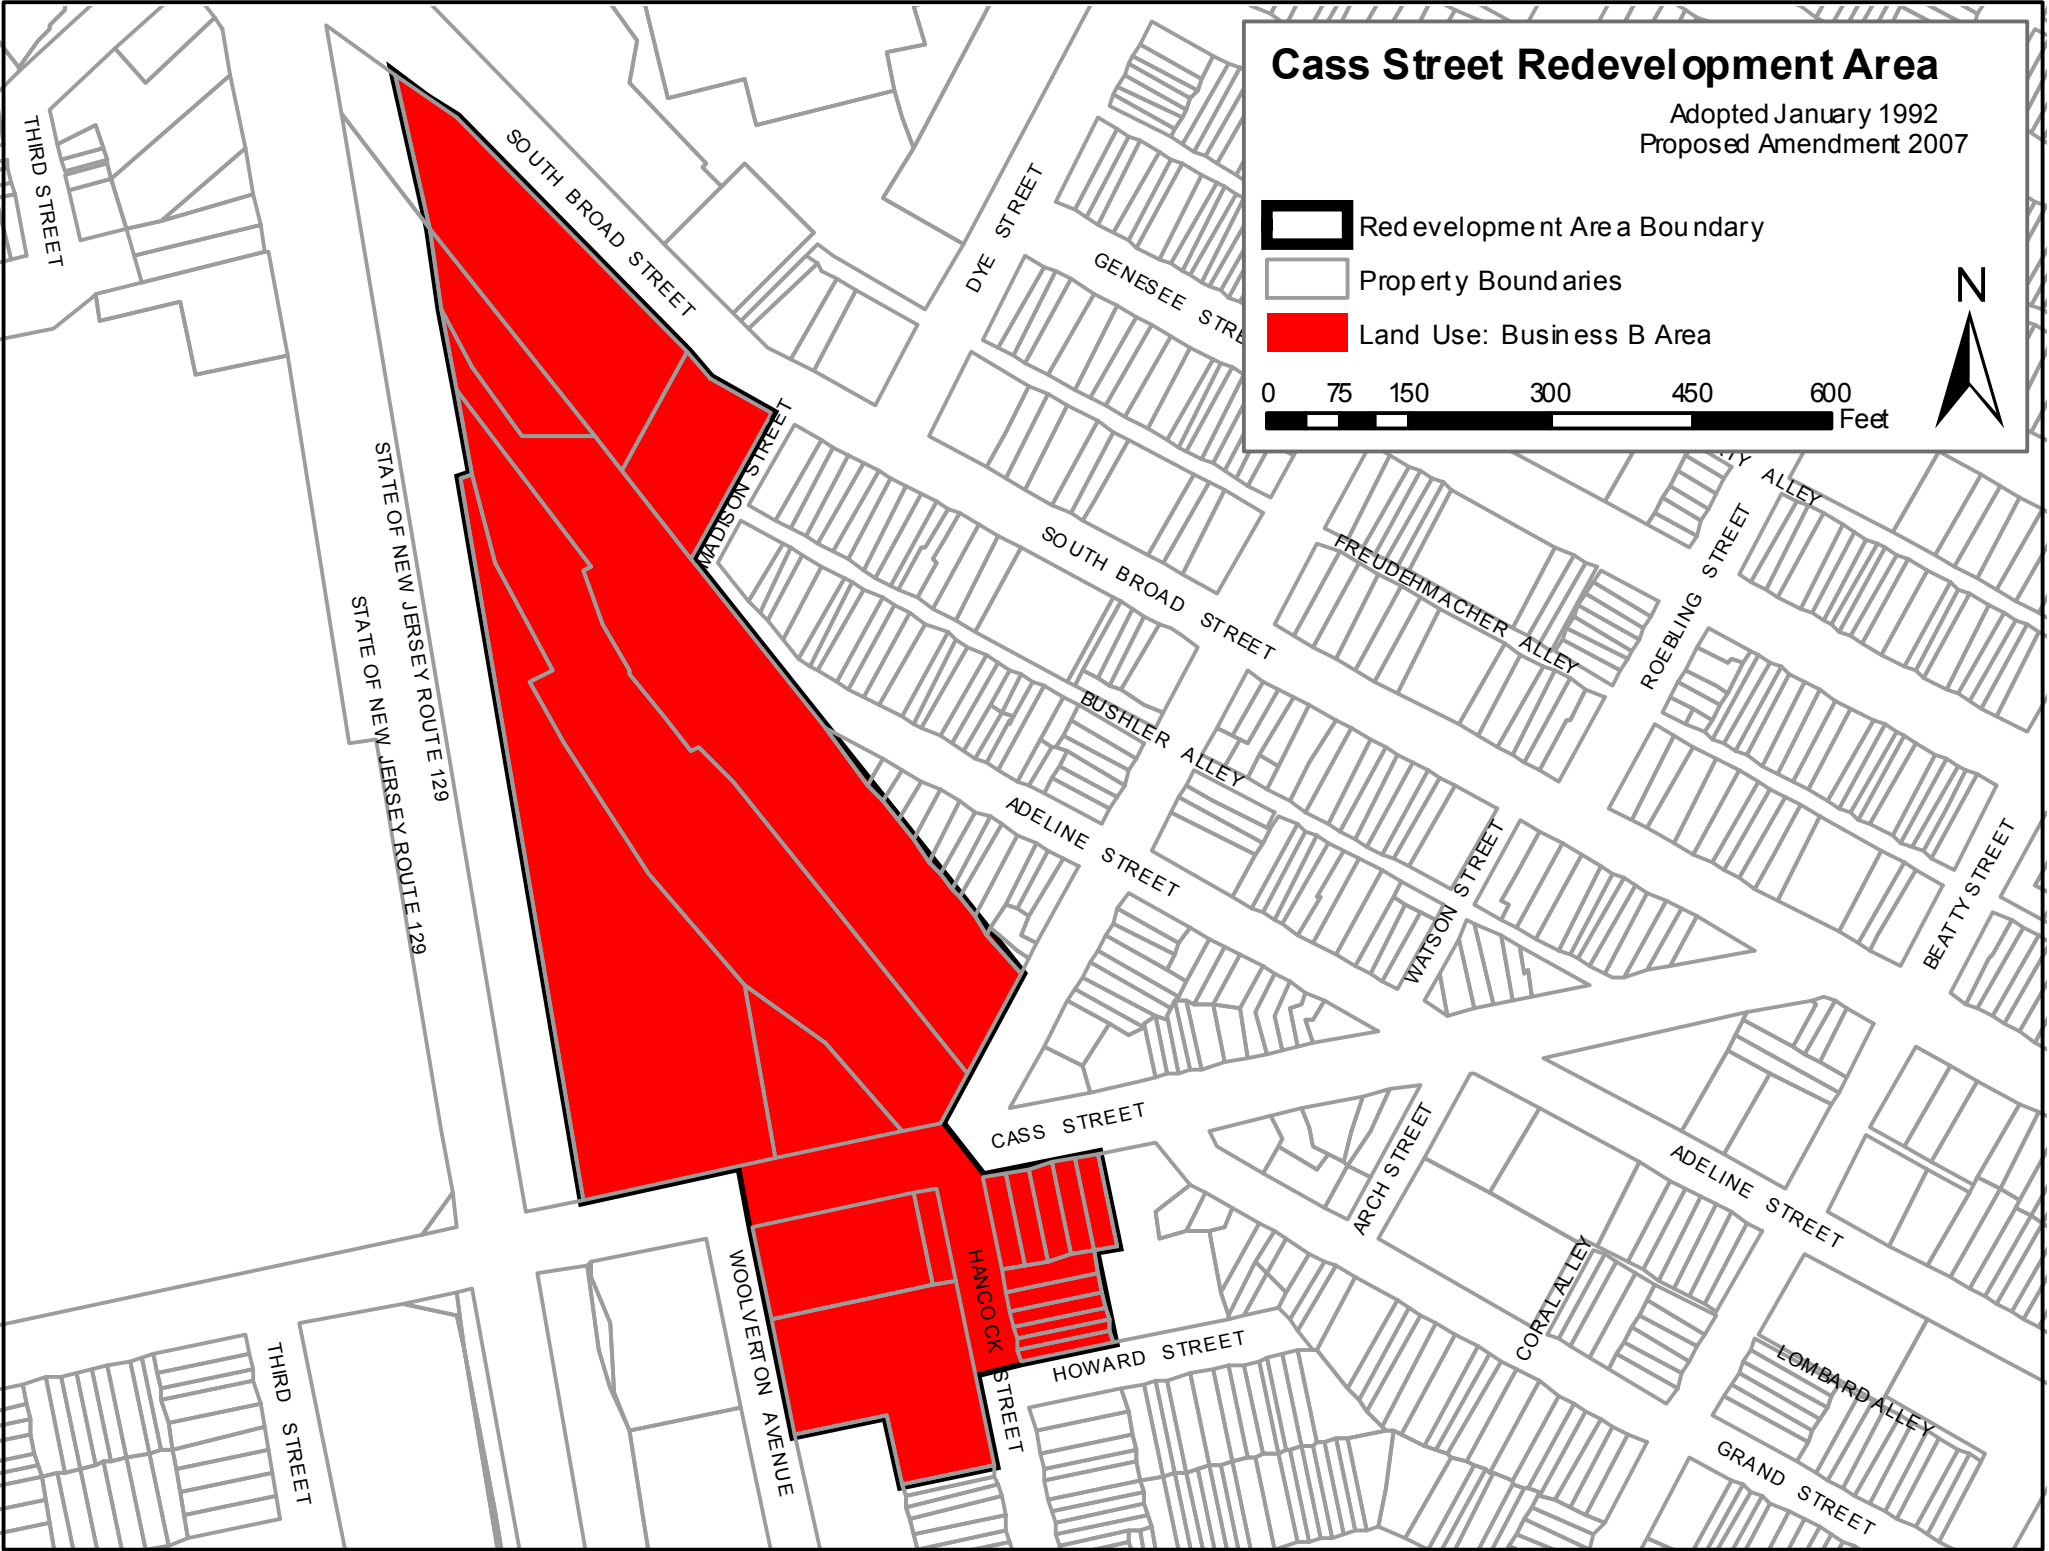 Cass Street Redevelopment Area
Adopted January 1992
Proposed Amendment 2007
Redevelopment Area Boundary
Property Boundaries
Land Use: Business B Area
N
0 75 150 300 450 600
Feet
THIRD STREET
SOUTH BROAD STREET
DYE STREET
GENESEE STRE
MADISON STREET
STATE OF NEW JERSEY ROUTE 129
STATE OF NEW JERSEY ROUTE 129
SOUTH BROAD STREET
FREUDEHMACHER ALLEY
TY ALLEY
ROEBLING STREET
BUSHLER ALLEY
ADELINE STREET
WATSON STREET
BEATTY STREET
CASS STREET
ARCH STREET
ADELINE STREET
WOOLVERTON AVENUE
HANCOCK STREET
HOWARD STREET
CORAL ALLEY
LOMBARD ALLEY
GRAND STREET
THIRD STREET